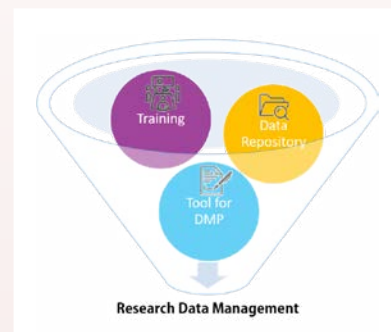 Training
Data
Repository
Tool for
DMP
Research Data Management